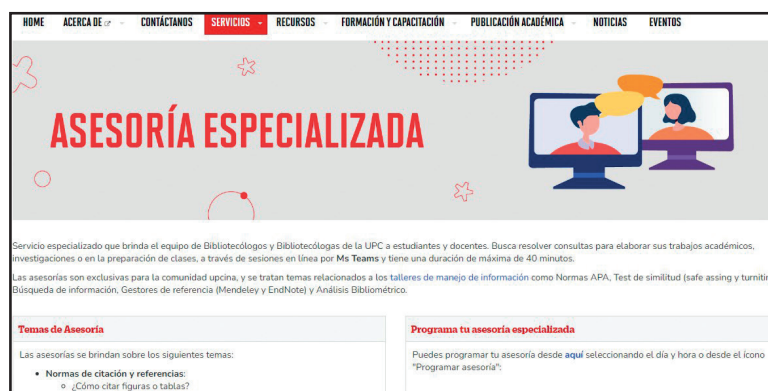 HOME ACERCA DE CONTÁCTANOS SERVICIOS RECURSOS FORMACIÓN Y CAPACITACIÓN PUBLICACIÓN ACADÉMICA NOTICIAS EVENTOS
ASESORÍA ESPECIALIZADA
Servicio especializado que brinda el equipo de Bibliotecólogos y Bibliotecólogas de la UPC a estudiantes y docentes. Busca resolver consultas para elaborar sus trabajos académicos,
investigaciones o en la preparación de clases, a través de sesiones en línea por Ms Teams y tiene una duración de máxima de 40 minutos.
Las asesorías son exclusivas para la comunidad upcina, y se tratan temas relacionados a los talleres de manejo de información como Normas APA, Test de similitud (safe assing y turnitin
Búsqueda de información, Gestores de referencia (Mendeley y EndNote) y Análisis Bibliométrico.
Temas de Asesoría
Las asesorías se brindan sobre los siguientes temas:
• Normas de citación y referencias:
¿Cómo citar figuras o tablas?
Programa tu asesoría especializada
Puedes programar tu asesoría desde aquí seleccionando el día y hora o desde el ícono
"Programar asesoría":